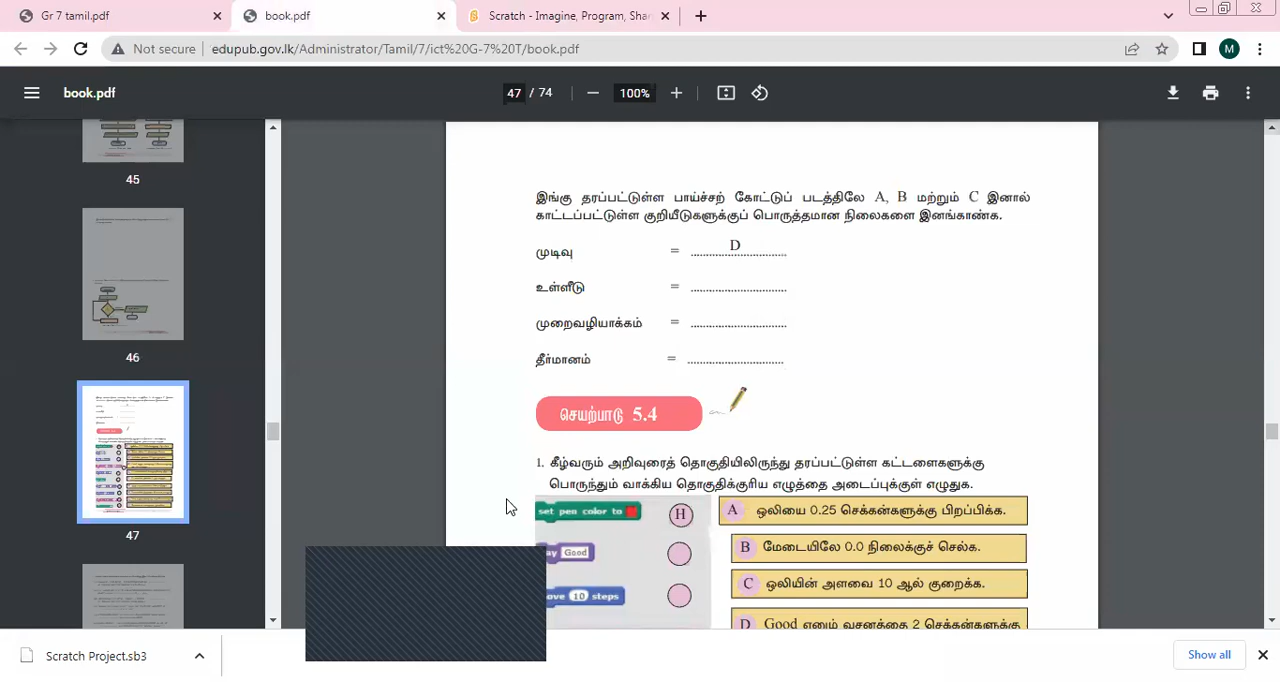 Gr 7 tamil.pdf
book.pdf
Scratch - Imagine, Program, Sha
Not secure
edupub.gov.lk/Administrator/Tamil/7/ict%20G-7%20T/book.pdf
M
book.pdf
47 / 74
100%
45
46
47
இங்கு தரப்பட்டுள்ள பாய்ச்சற் கோட்டுப் படத்திலே A, B மற்றும் C இனால்
காட்டப்பட்டுள்ள குறியீடுகளுக்குப் பொருத்தமான நிலைகளை இனங்காண்க.
முடிவு = ........D........
உள்ளீடு = ................
முறைவழியாக்கம் = ................
தீர்மானம் = ................
செயற்பாடு 5.4
1. கீழ்வரும் அறிவுரைத் தொகுதியிலிருந்து தரப்பட்டுள்ள கட்டளைகளுக்கு
பொருந்தும் வாக்கிய தொகுதிக்குரிய எழுத்தை அடைப்புக்குள் எழுதுக.
set pen color to
H
A ஒலியை 0.25 செக்கன்களுக்கு பிறப்பிக்க.
ay Good
B மேடையிலே 0.0 நிலைக்குச் செல்க.
ove 10 steps
C ஒலியின் அளவை 10 ஆல் குறைக்க.
D Good எனும் வசனத்தை 2 செக்கன்களுக்கு
Scratch Project.sb3
Show all